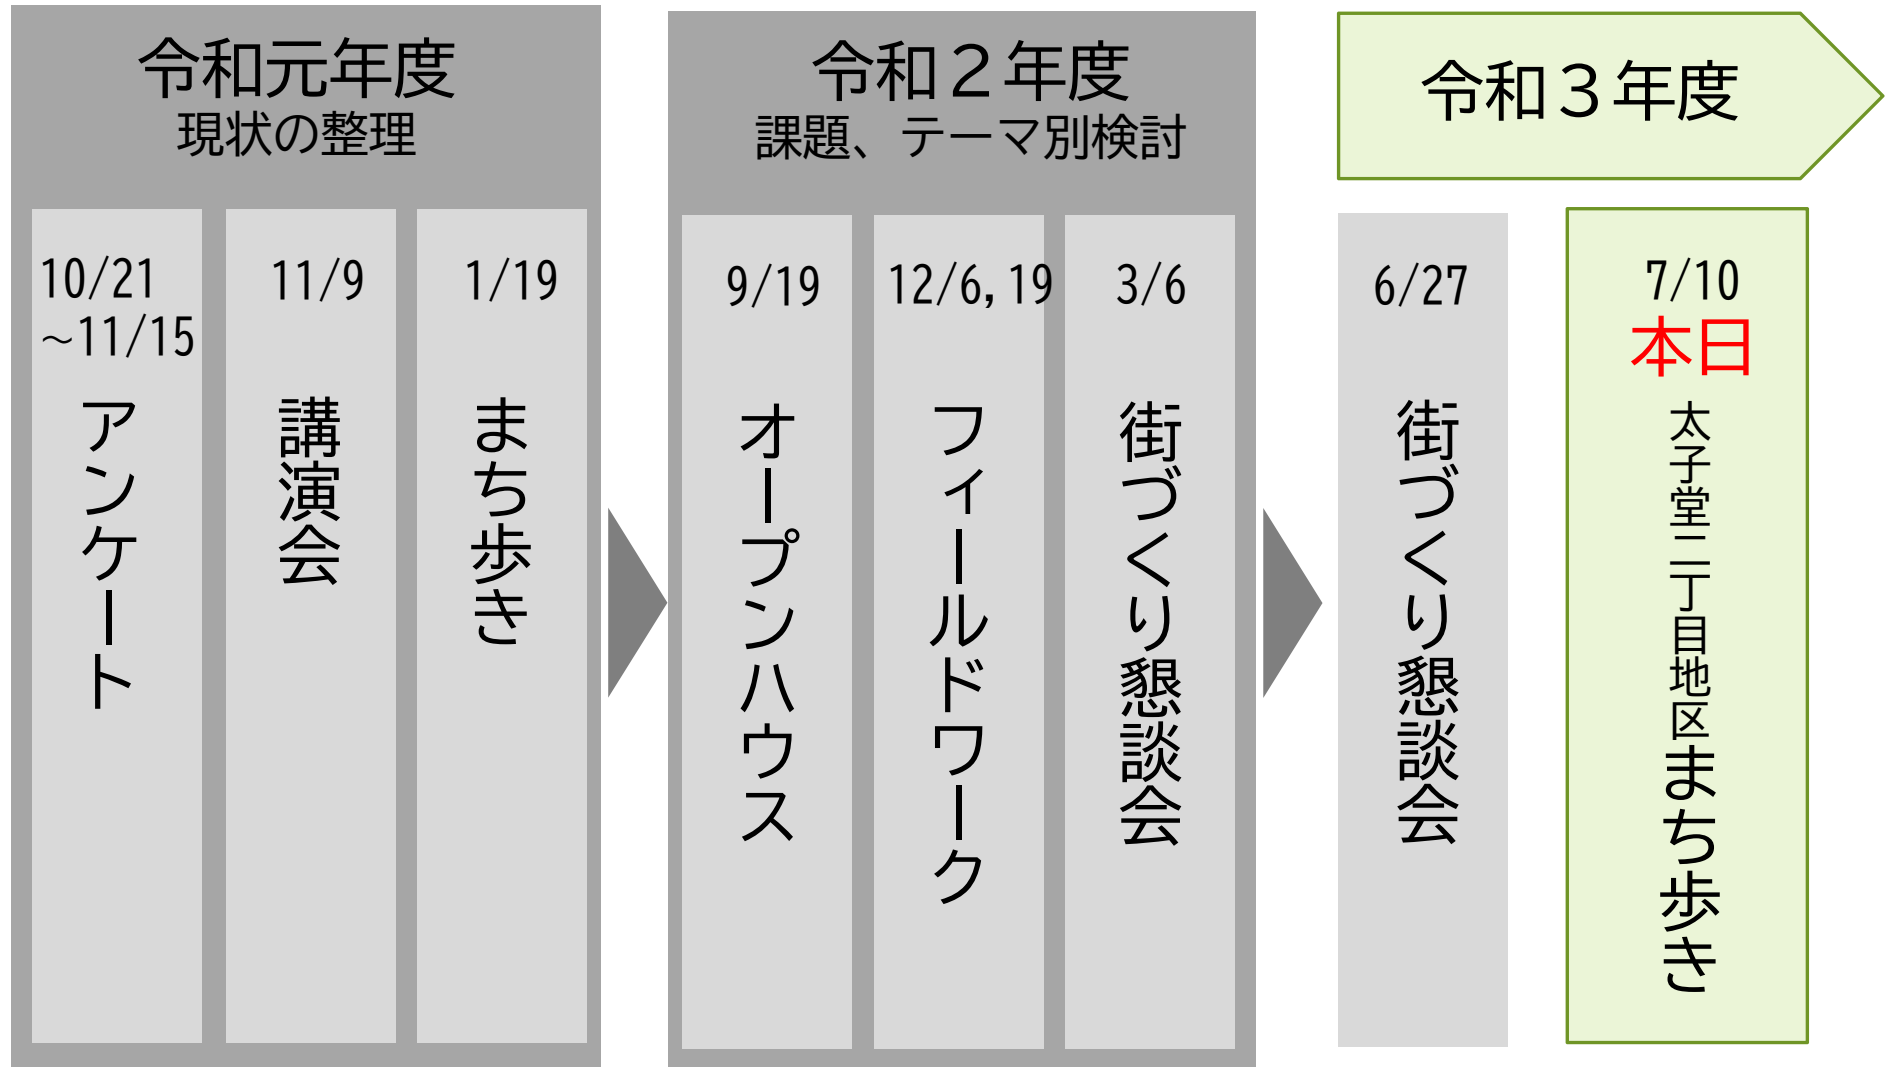 令和元年度
現状の整理
10/21
～11/15
アンケート
11/9
講演会
1/19
まち歩き
令和２年度
課題、テーマ別検討
9/19
オープンハウス
12/6,19
フィールドワーク
3/6
街づくり懇談会
令和３年度
6/27
街づくり懇談会
7/10
本日
太子堂二丁目地区まち歩き